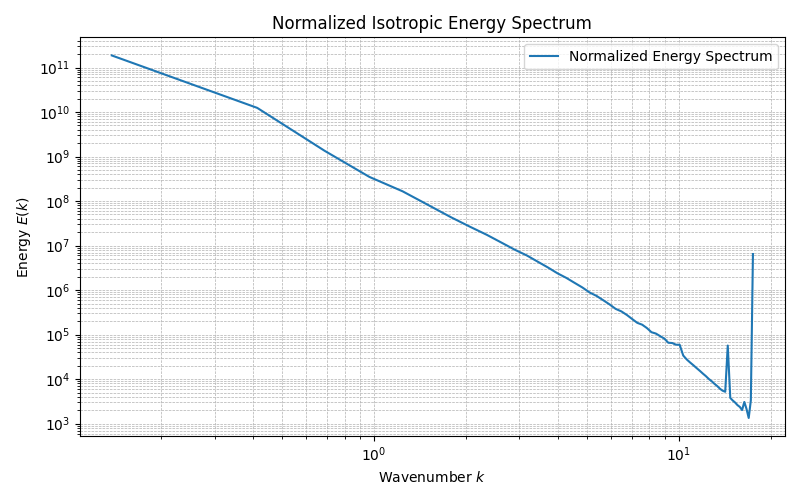 Normalized Isotropic Energy Spectrum
Normalized Energy Spectrum
Energy E(k)
10¹¹
10¹⁰
10⁹
10⁸
10⁷
10⁶
10⁵
10⁴
10³
10⁰
10¹
Wavenumber k